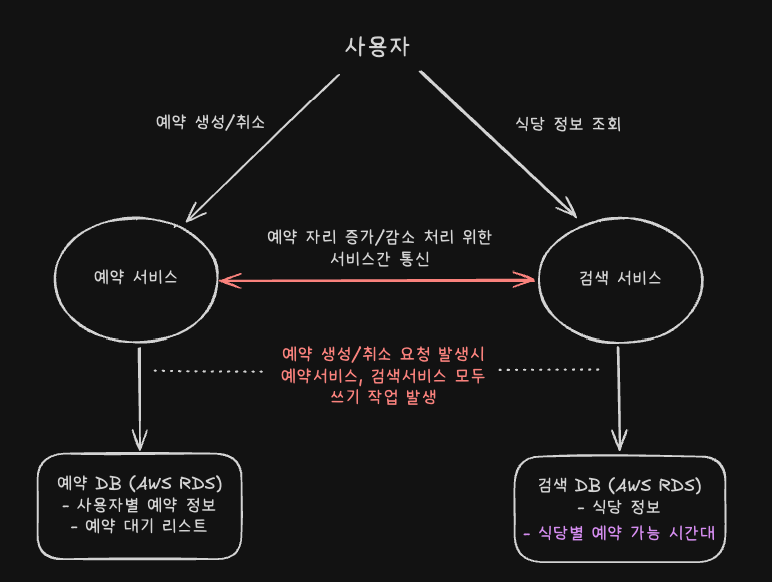 사용자
예약 생성/취소
식당 정보 조회
예약 자리 증가/감소 처리 위한
서비스간 통신
예약 서비스
검색 서비스
예약 생성/취소 요청 발생시
예약서비스, 검색서비스 모두
쓰기 작업 발생
예약 DB (AWS RDS)
- 사용자별 예약 정보
- 예약 대기 리스트
검색 DB (AWS RDS)
- 식당 정보
- 식당별 예약 가능 시간대